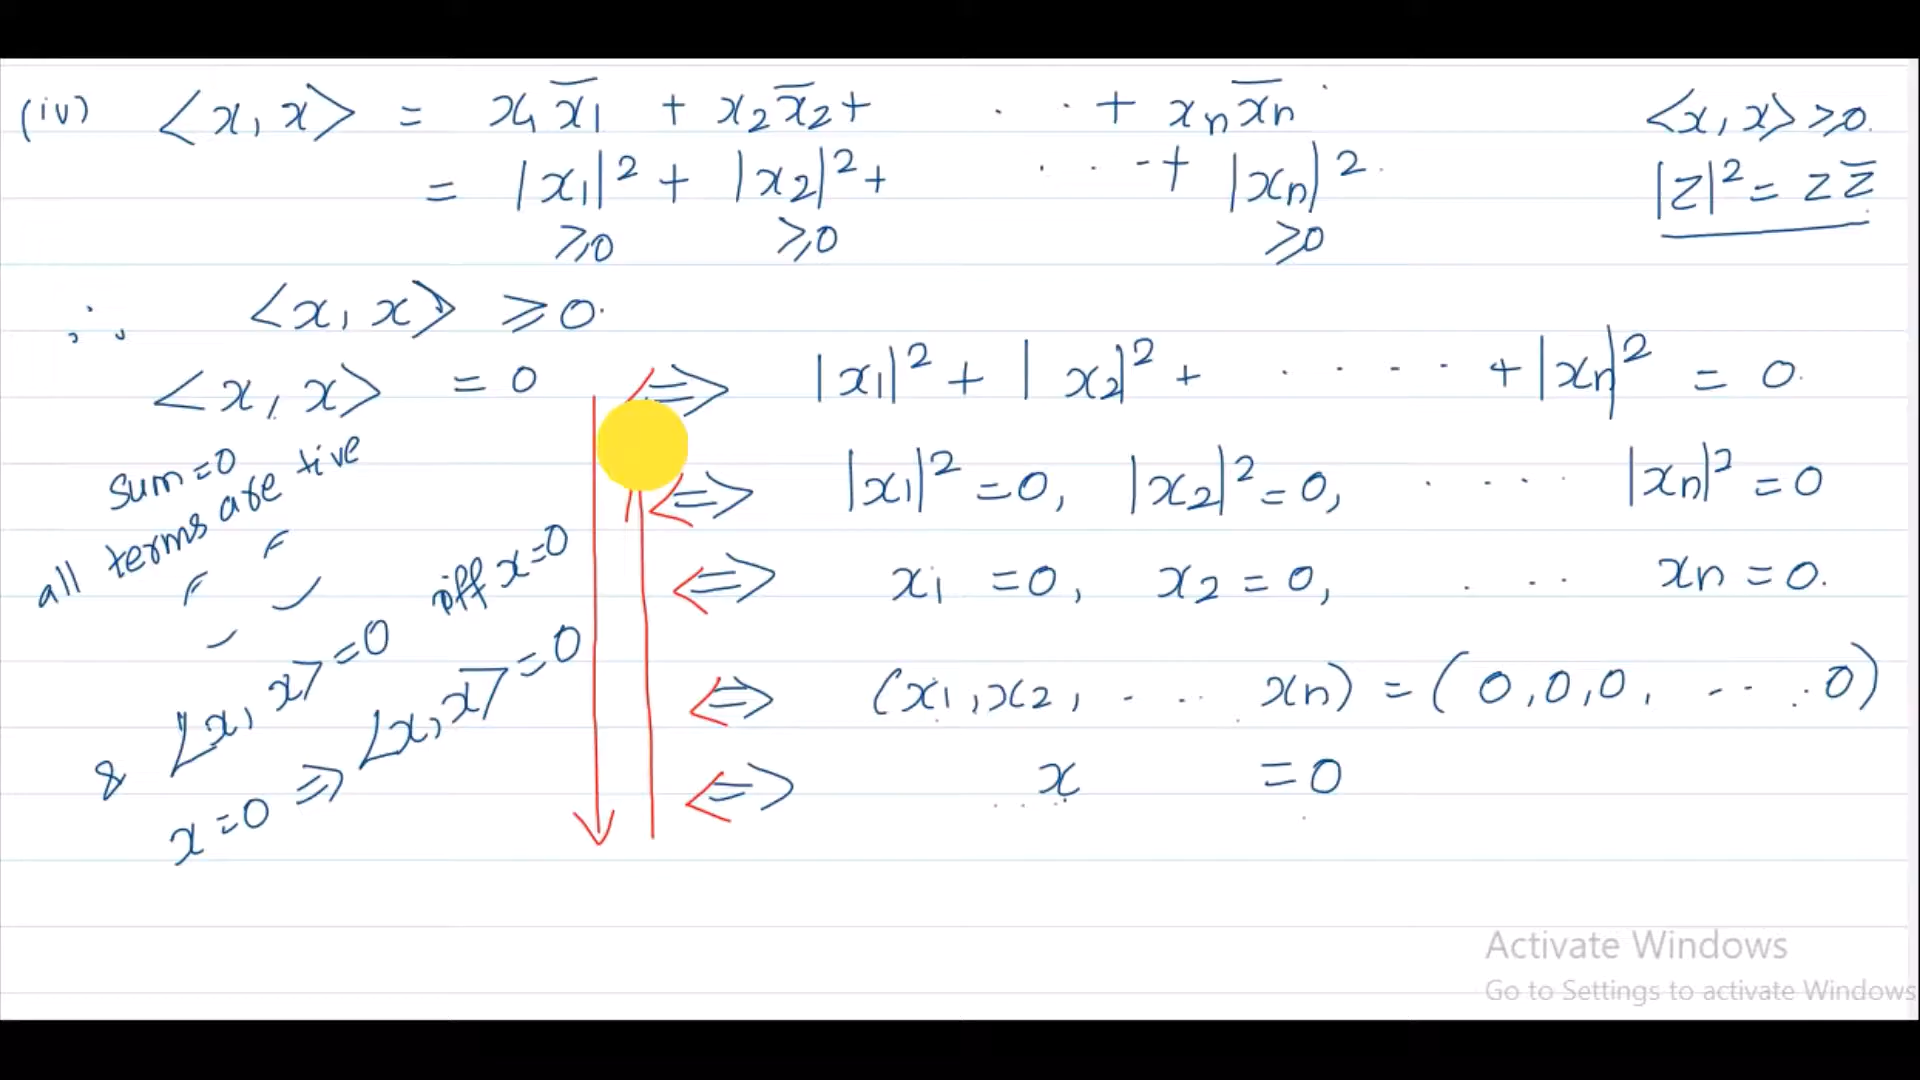 (iv) <x, x> = x₁x̄₁ + x₂x̄₂ + . . . + xₙx̄ₙ
<x, x> ≥0.
= |x₁|² + |x₂|² + . . . + |xₙ|²
|z|² = z z̄
≥0 ≥0 ≥0
∴ <x, x> ≥ 0.
<x, x> = 0 <=> |x₁|² + |x₂|² + . . . . . + |xₙ|² = 0.
<=> |x₁|² = 0, |x₂|² = 0, . . . . . |xₙ|² = 0
<=> x₁ = 0, x₂ = 0, . . . xₙ = 0.
<=> (x₁, x₂, . . . xₙ) = (0, 0, 0, . . . . 0)
<=> x = 0
Sum=0
all terms are +ive
<x, x> = 0 iff x=0
& x=0 => <x, x> = 0
Activate Windows
Go to Settings to activate Windows